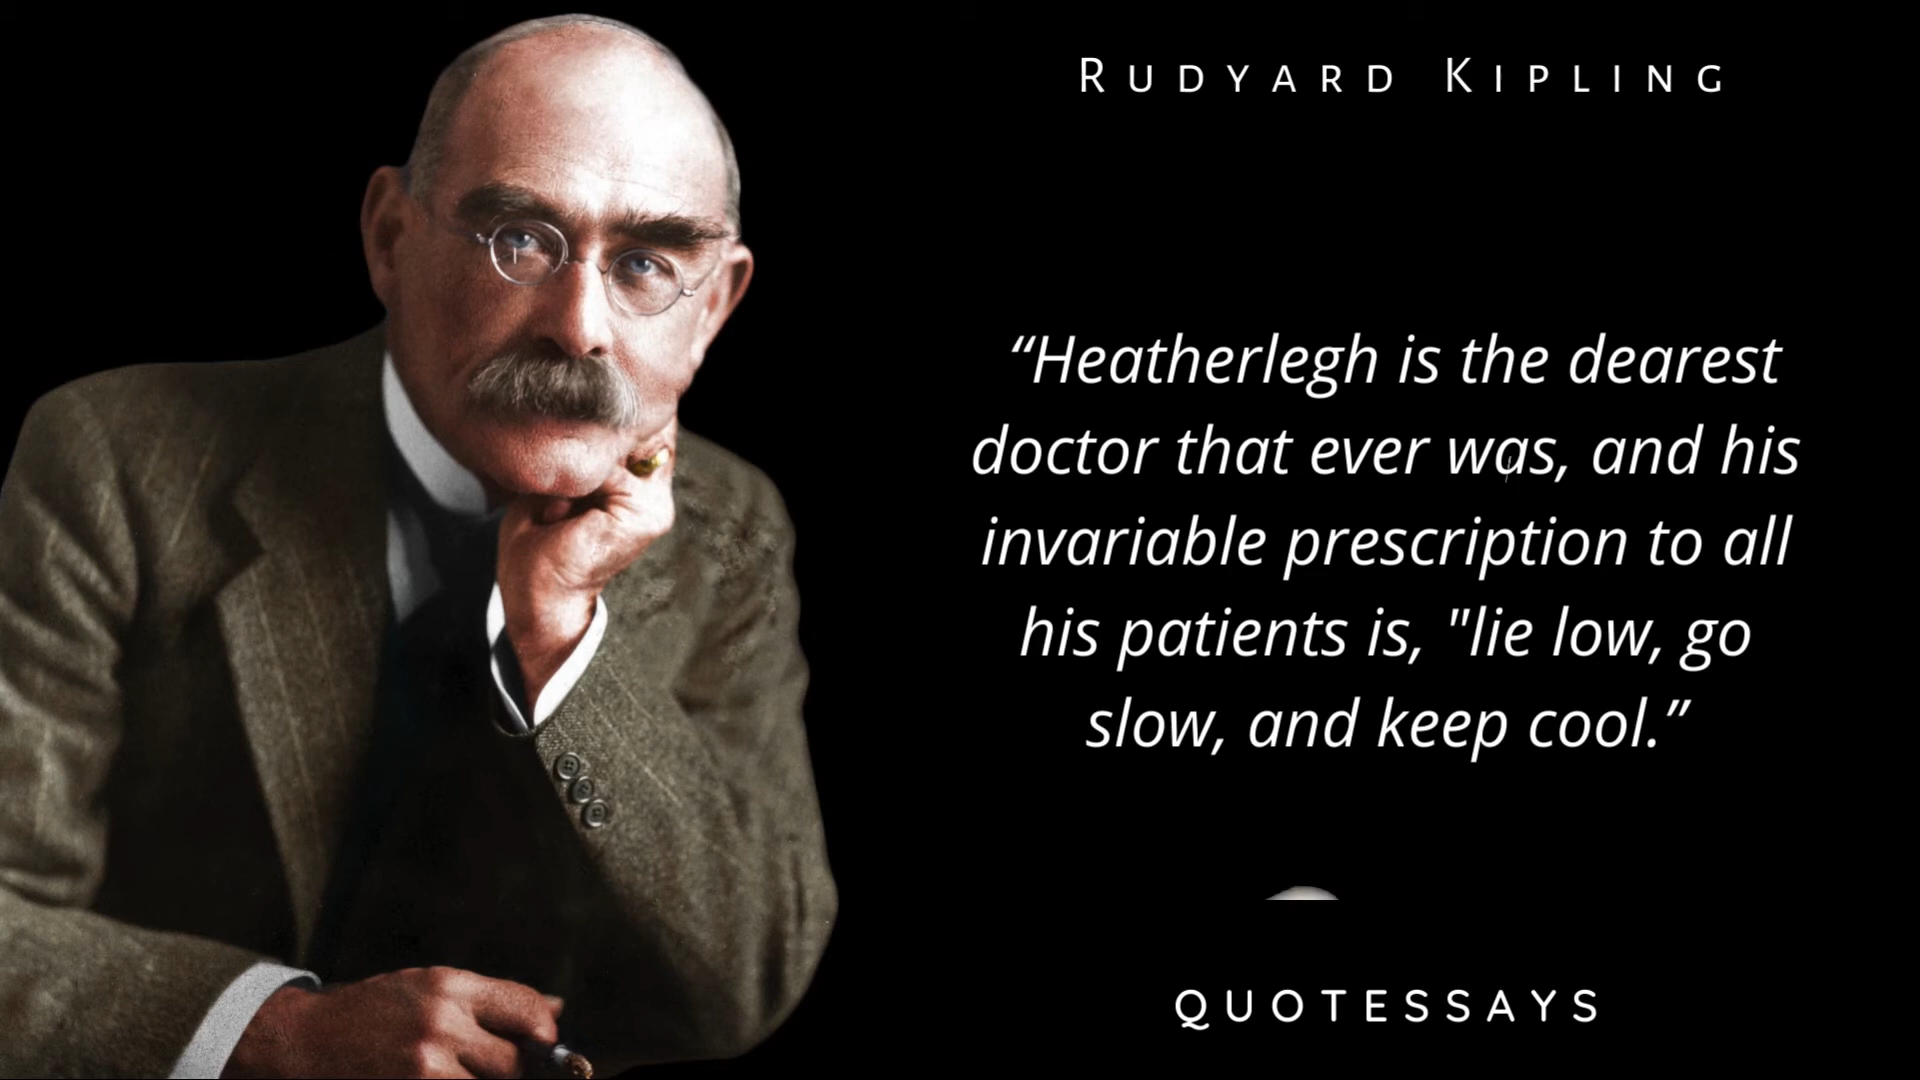 Rudyard Kipling
“Heatherlegh is the dearest
doctor that ever was, and his
invariable prescription to all
his patients is, "lie low, go
slow, and keep cool.”
QUOTESSAYS